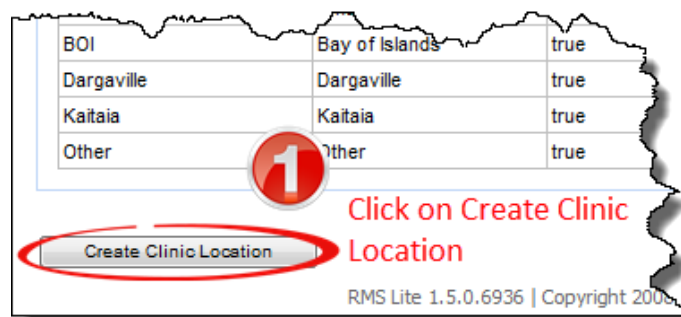 BOI Bay of Islands true
Dargaville Dargaville true
Kaitaia Kaitaia true
Other Other true
1
Click on Create Clinic
Location
Create Clinic Location
RMS Lite 1.5.0.6936 | Copyright